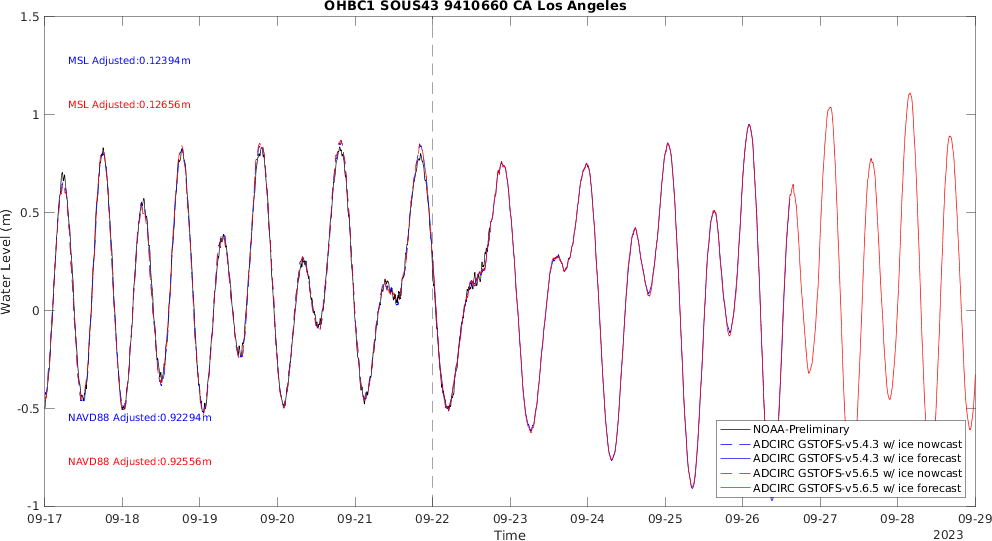 OHBC1 SOUS43 9410660 CA Los Angeles
1.5
MSL Adjusted:0.12394m
MSL Adjusted:0.12656m
1
0.5
Water Level (m)
0
-0.5
NAVD88 Adjusted:0.92294m
NAVD88 Adjusted:0.92556m
-1
NOAA-Preliminary
ADCIRC GSTOFS-v5.4.3 w/ ice nowcast
ADCIRC GSTOFS-v5.4.3 w/ ice forecast
ADCIRC GSTOFS-v5.6.5 w/ ice nowcast
ADCIRC GSTOFS-v5.6.5 w/ ice forecast
09-17 09-18 09-19 09-20 09-21 09-22 09-23 09-24 09-25 09-26 09-27 09-28 09-29
Time
2023